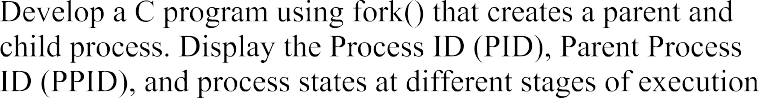 Develop a C program using fork() that creates a parent and
child process. Display the Process ID (PID), Parent Process
ID (PPID), and process states at different stages of execution